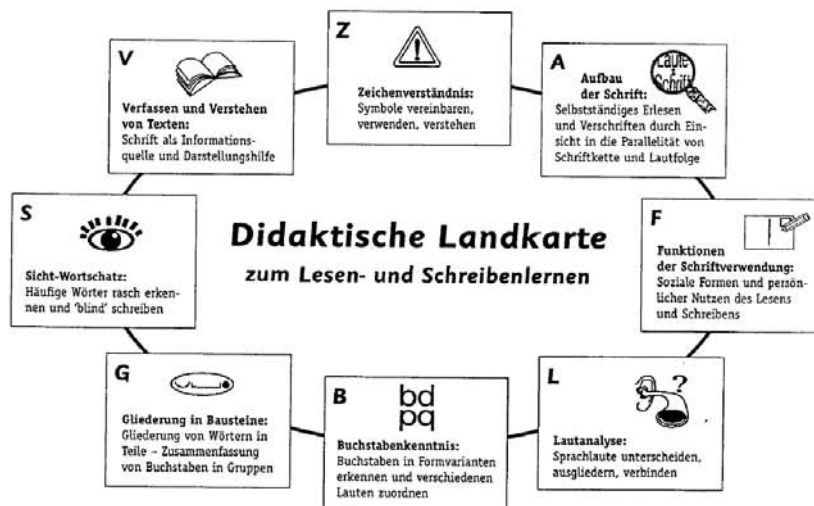 Z
Zeichenverständnis:
Symbole vereinbaren,
verwenden, verstehen
A
Laute
Schrift
Aufbau
der Schrift:
Selbstständiges Erlesen
und Verschriften durch Ein-
sicht in die Parallelität von
Schriftkette und Lautfolge
F
Funktionen
der Schriftverwendung:
Soziale Formen und persön-
licher Nutzen des Lesens
und Schreibens
L
?
Lautanalyse:
Sprachlaute unterscheiden,
ausgliedern, verbinden
B
bd
pq
Buchstabenkenntnis:
Buchstaben in Formvarianten
erkennen und verschiedenen
Lauten zuordnen
G
Gliederung in Bausteine:
Gliederung von Wörtern in
Teile – Zusammenfassung
von Buchstaben in Gruppen
S
Sicht-Wortschatz:
Häufige Wörter rasch erken-
nen und 'blind' schreiben
V
Verfassen und Verstehen
von Texten:
Schrift als Informations-
quelle und Darstellungshilfe
Didaktische Landkarte
zum Lesen- und Schreibenlernen